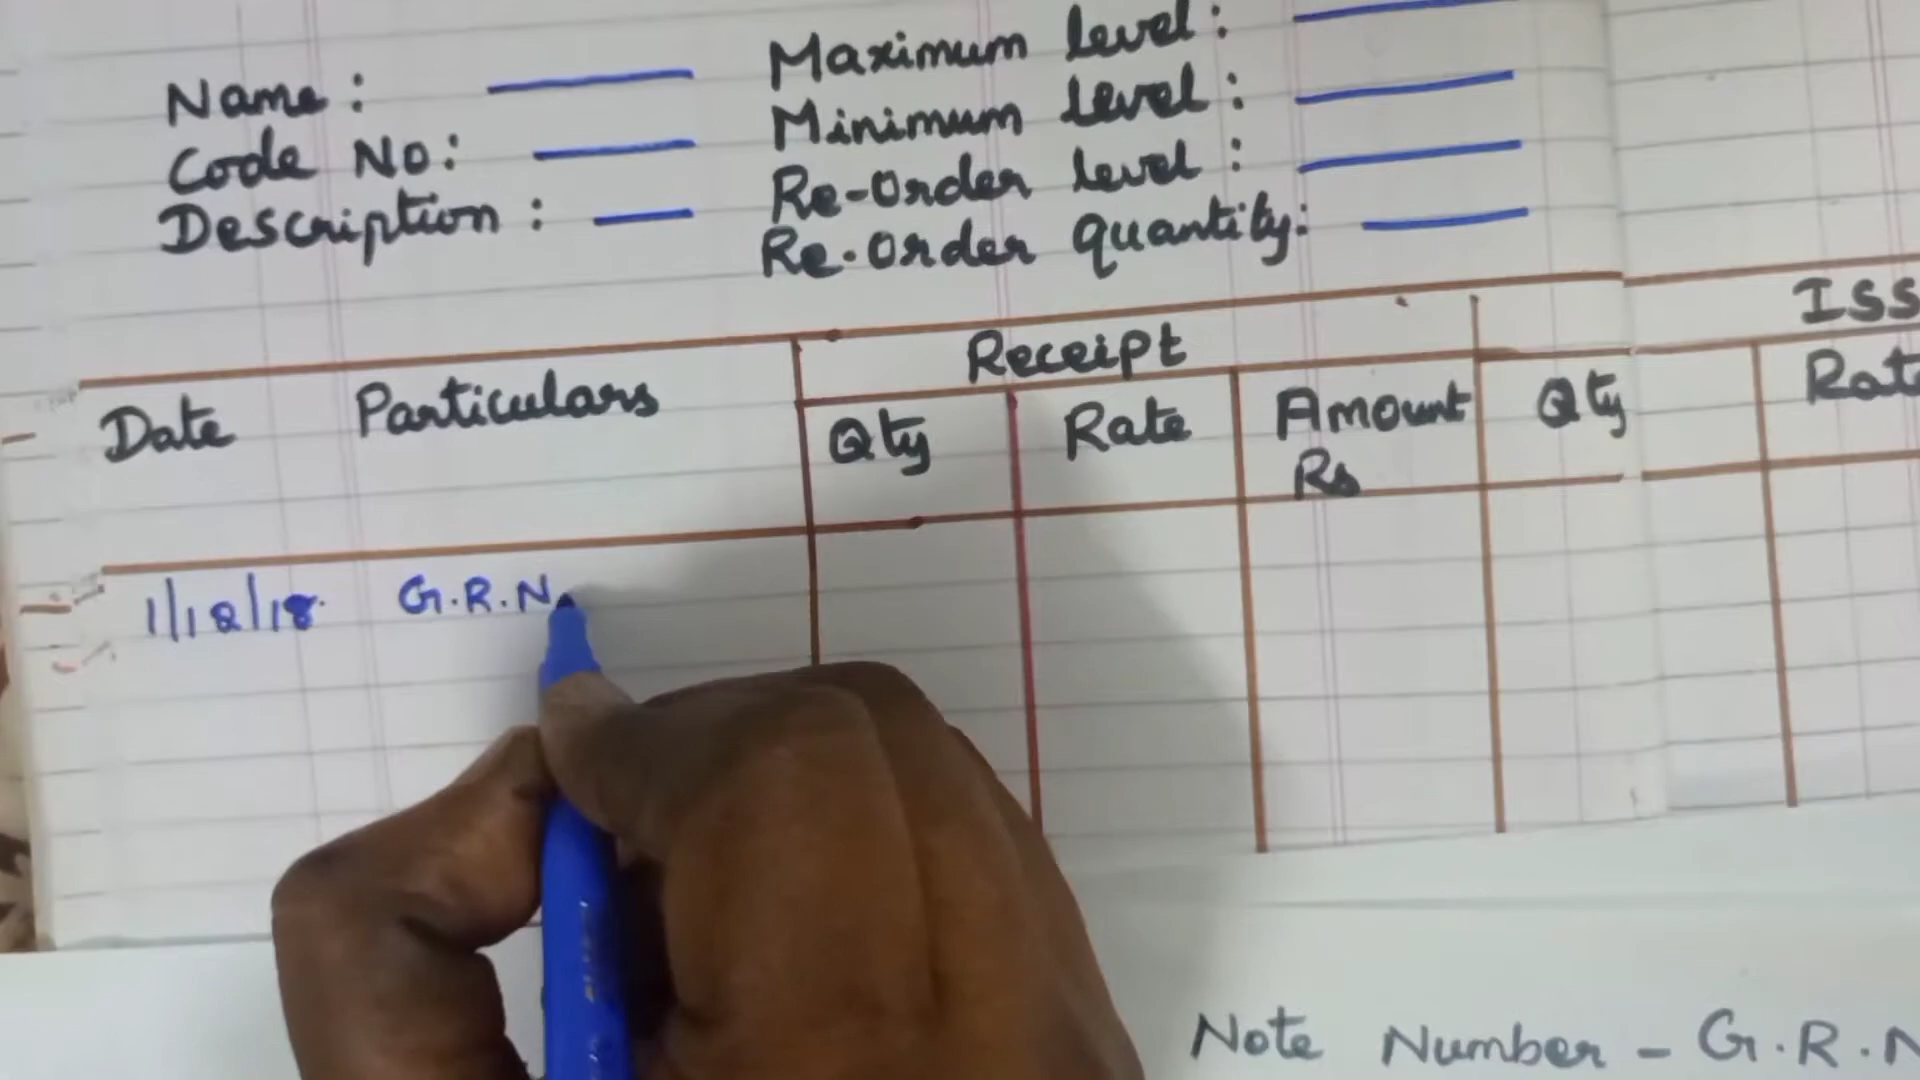 Name: Maximum level:
Code No: Minimum level:
Description: Re-Order level:
Re-Order quantity:
Receipt ISS
Date Particulars Qty Rate Amount Rs Qty Rate
1/12/18 G.R.N.
Note Number - G.R.N